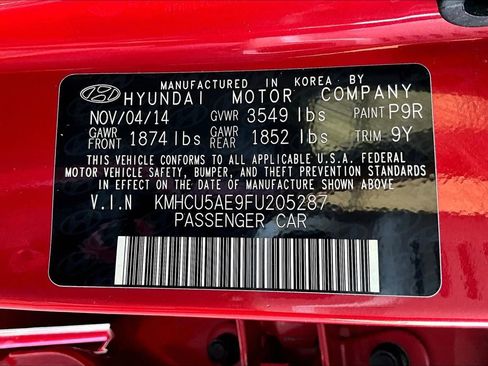 MANUFACTURED IN KOREA BY
HYUNDAI MOTOR COMPANY
NOV/04/14 GVWR 3549 lbs PAINT P9R
GAWR FRONT 1874 lbs GAWR REAR 1852 lbs TRIM 9Y
THIS VEHICLE CONFORMS TO ALL APPLICABLE U.S.A. FEDERAL
MOTOR VEHICLE SAFETY, BUMPER, AND THEFT PREVENTION STANDARDS
IN EFFECT ON THE DATE OF MANUFACTURE SHOWN ABOVE.
V.I.N KMHCU5AE9FU205287
PASSENGER CAR